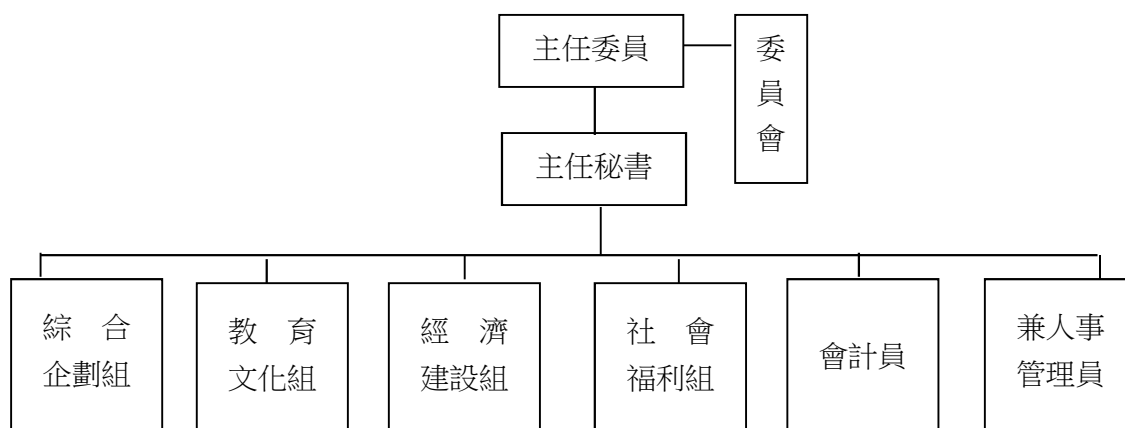 主任委員
委員會
主任秘書
綜 合
企劃組
教 育
文化組
經 濟
建設組
社 會
福利組
會計員
兼人事
管理員